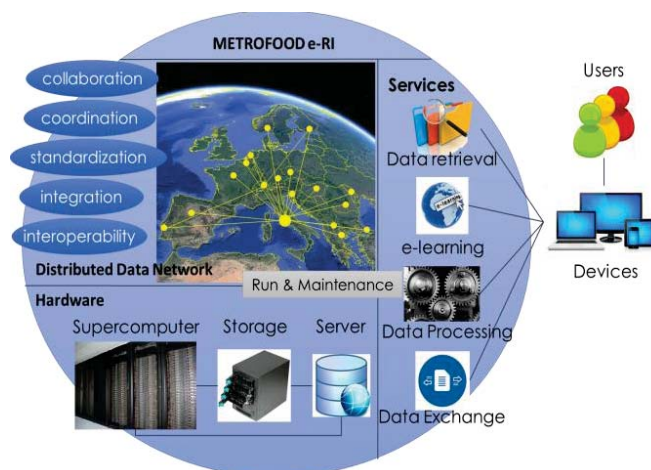 METROFOOD e-RI
collaboration
coordination
standardization
integration
interoperability
Distributed Data Network
Services
Data retrieval
e-learning
e-learning
Data Processing
Data Exchange
Run & Maintenance
Hardware
Supercomputer
Storage
Server
Users
Devices